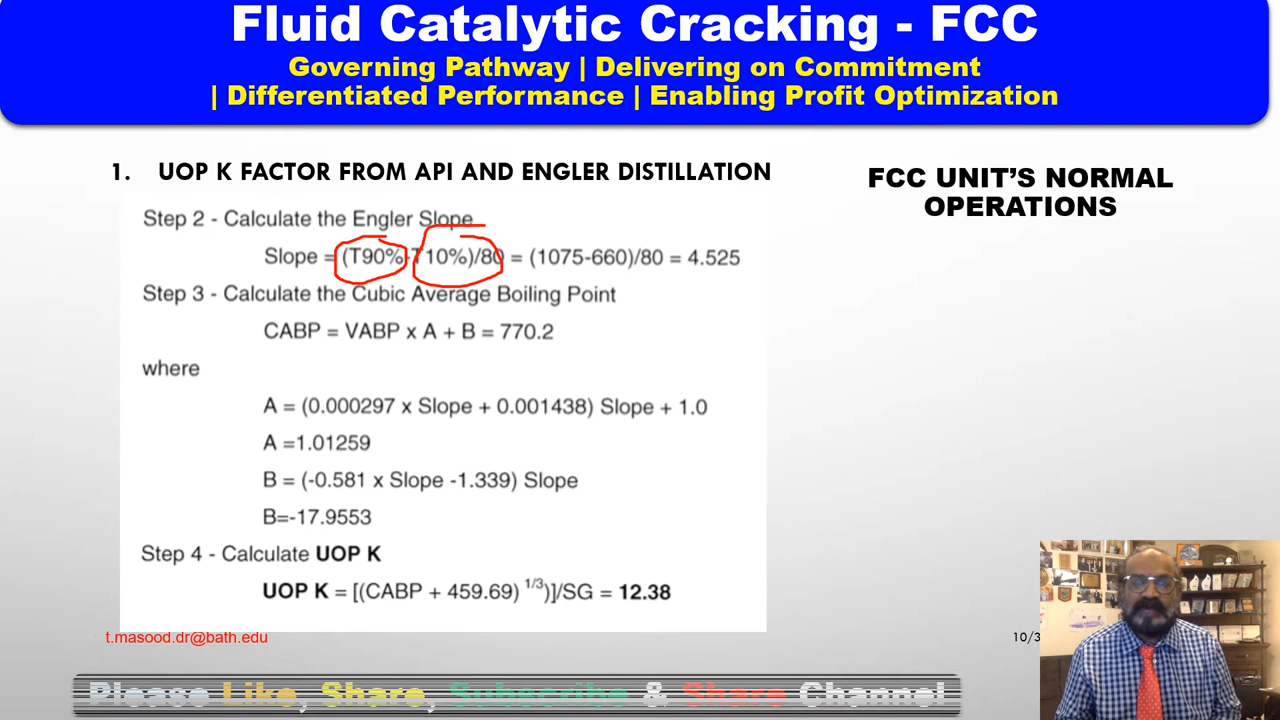 Fluid Catalytic Cracking - FCC
Governing Pathway | Delivering on Commitment
| Differentiated Performance | Enabling Profit Optimization
1. UOP K FACTOR FROM API AND ENGLER DISTILLATION
FCC UNIT'S NORMAL
OPERATIONS
Step 2 - Calculate the Engler Slope
Slope = (T90%-T10%)/80 = (1075-660)/80 = 4.525
Step 3 - Calculate the Cubic Average Boiling Point
CABP = VABP x A + B = 770.2
where
A = (0.000297 x Slope + 0.001438) Slope + 1.0
A =1.01259
B = (-0.581 x Slope -1.339) Slope
B=-17.9553
Step 4 - Calculate UOP K
UOP K = [(CABP + 459.69) 1/3)]/SG = 12.38
t.masood.dr@bath.edu
10/3
Please Like, Share, Subscribe & Share Channel